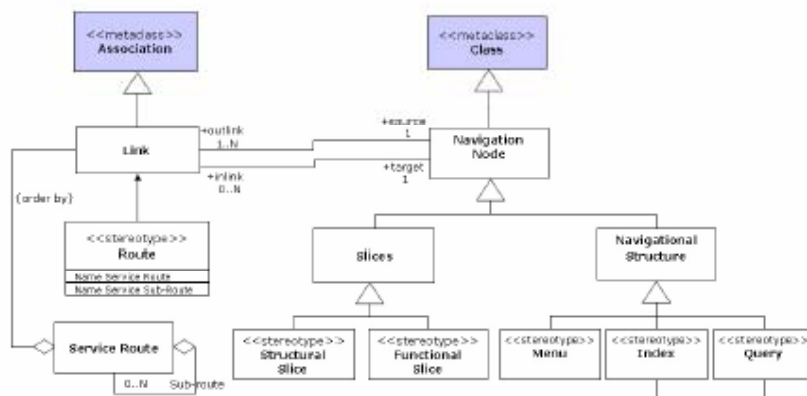 <<metaclass>>
Association
<<metaclass>>
Class
Link
+outlink
1..N
+source
1
+inlink
0..N
+target
1
Navigation
Node
{order by}
<<stereotype>>
Route
Name Service Route
Name Service Sub-Route
Slices
Navigational
Structure
Service Route
0..N
Sub-route
<<stereotype>>
Structural
Slice
<<stereotype>>
Functional
Slice
<<stereotype>>
Menu
<<stereotype>>
Index
<<stereotype>>
Query